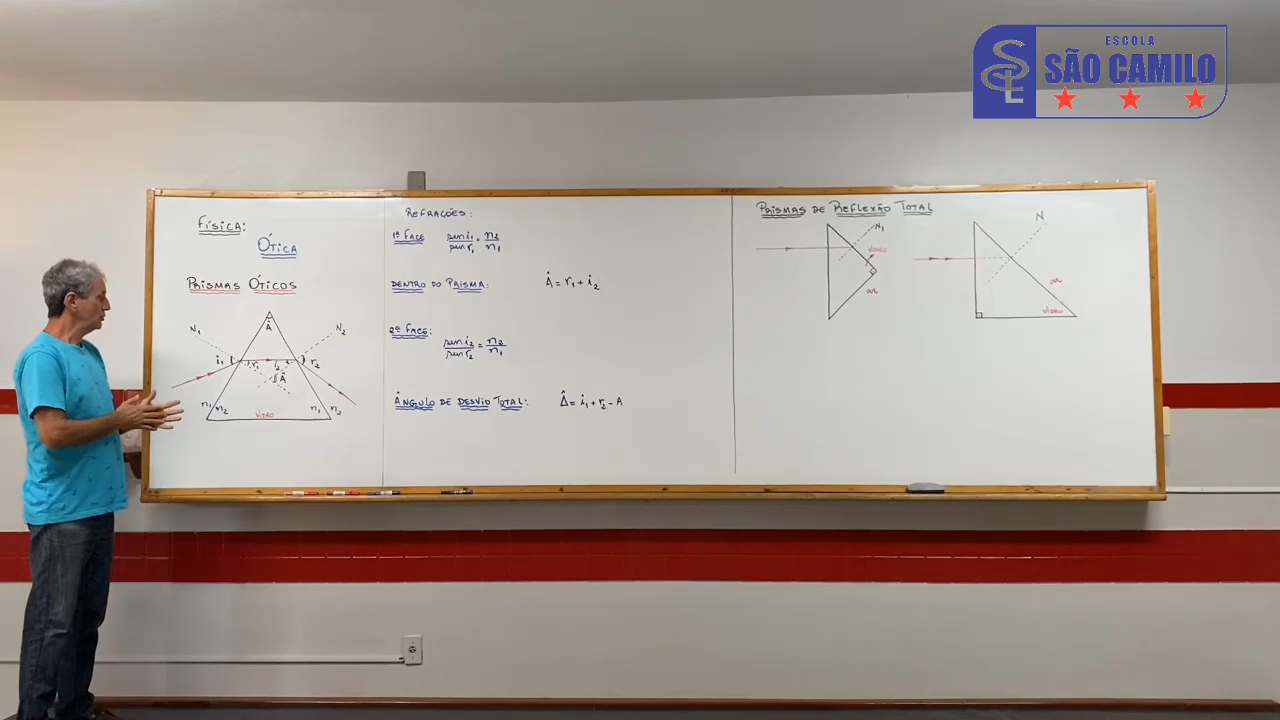 ESCOLA
SÃO CAMILO
FÍSICA:
ÓTICA
PRISMAS ÓTICOS
Â
N1
N2
i1
r1
i2
r2
Â
n1
n2
VIDRO
n1
n2
REFRAÇÕES:
1ª FACE sen i1 / sen r1 = n2 / n1
DENTRO DO PRISMA: Â = r1 + i2
2ª FACE: sen i2 / sen r2 = n2 / n1
ÂNGULO DE DESVIO TOTAL: Δ̂ = i1 + r2 - A
PRISMAS DE REFLEXÃO TOTAL
N1
VIDRO
ar
N
ar
VIDRO